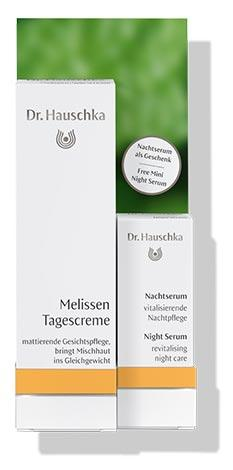 Dr. Hauschka
Melissen
Tagescreme
mattierende Gesichtspflege,
bringt Mischhaut
ins Gleichgewicht
Nachtserum
als Geschenk
Free Mini
Night Serum
Dr. Hauschka
Nachtserum
vitalisierende
Nachtpflege
Night Serum
revitalising
night care